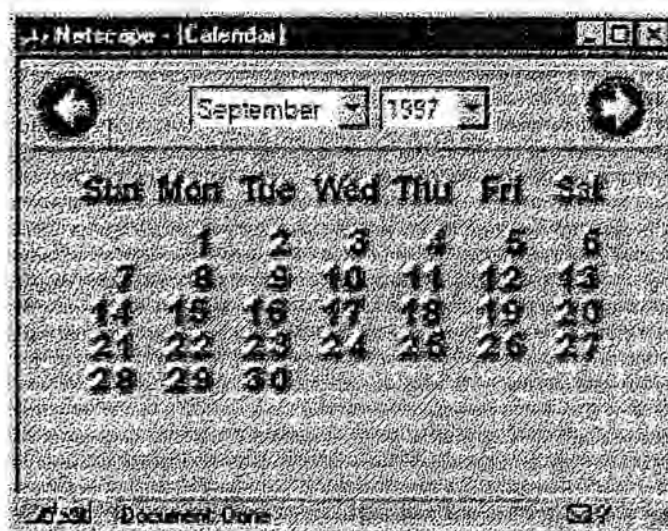 Netscape - [Calendar]
September 1997
Sun Mon Tue Wed Thu Fri Sat
1 2 3 4 5 6
7 8 9 10 11 12 13
14 15 16 17 18 19 20
21 22 23 24 25 26 27
28 29 30
Document: Done